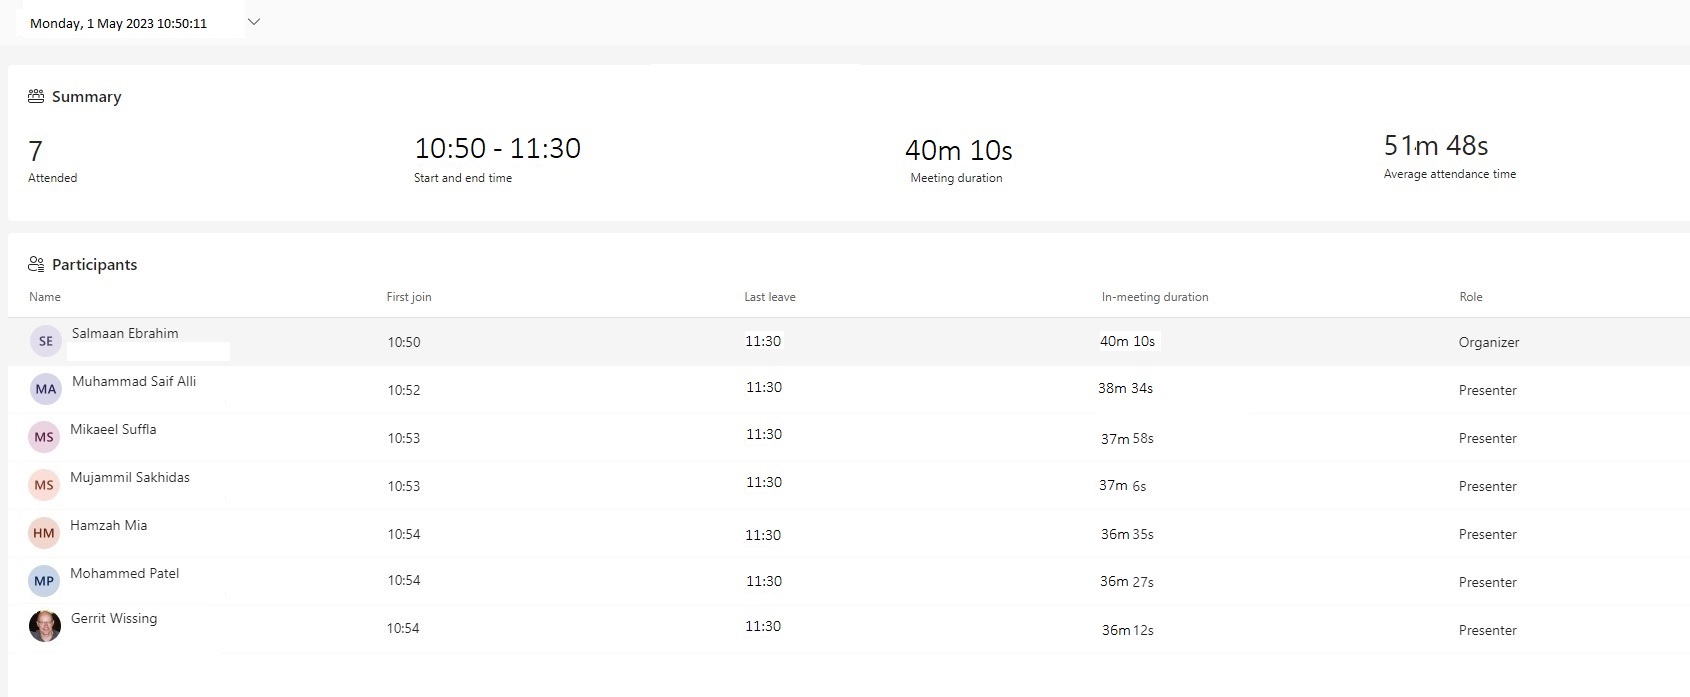 Monday, 1 May 2023 10:50:11
Summary
7 10:50 - 11:30 40m 10s 51m 48s
Attended Start and end time Meeting duration Average attendance time
Participants
Name First join Last leave In-meeting duration Role
SE Salmaan Ebrahim 10:50 11:30 40m 10s Organizer
MA Muhammad Saif Alli 10:52 11:30 38m 34s Presenter
MS Mikaeel Suffla 10:53 11:30 37m 58s Presenter
MS Mujammil Sakhidas 10:53 11:30 37m 6s Presenter
HM Hamzah Mia 10:54 11:30 36m 35s Presenter
MP Mohammed Patel 10:54 11:30 36m 27s Presenter
Gerrit Wissing 10:54 11:30 36m 12s Presenter